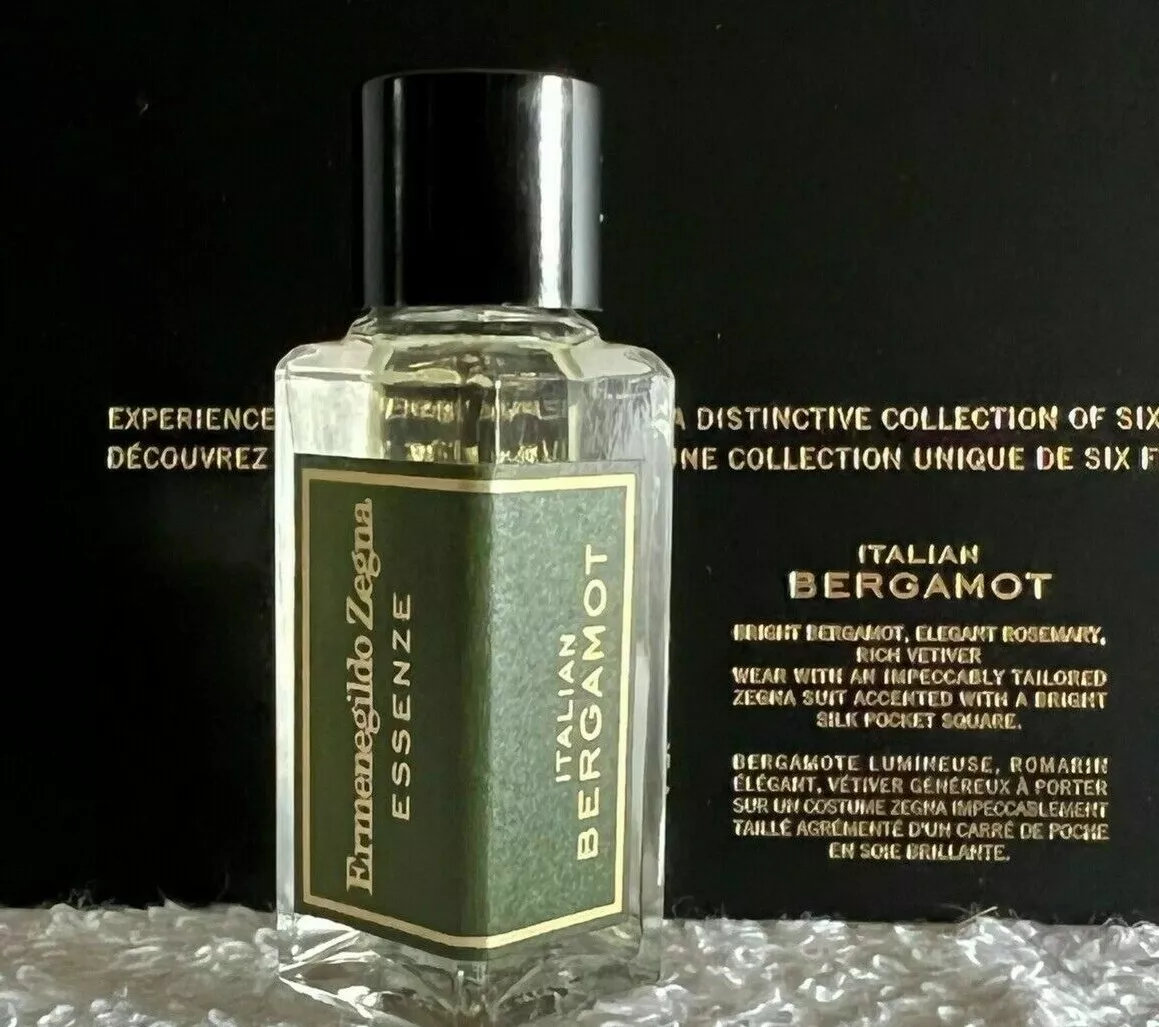 EXPERIENCE A DISTINCTIVE COLLECTION OF SIX
DÉCOUVREZ NE COLLECTION UNIQUE DE SIX F
Ermenegildo Zegna
ESSENZE
ITALIAN
BERGAMOT
ITALIAN
BERGAMOT
BRIGHT BERGAMOT, ELEGANT ROSEMARY,
RICH VETIVER
WEAR WITH AN IMPECCABLY TAILORED
ZEGNA SUIT ACCENTED WITH A BRIGHT
SILK POCKET SQUARE.
BERGAMOTE LUMINEUSE, ROMARIN
ÉLÉGANT, VÉTIVER GÉNÉREUX À PORTER
SUR UN COSTUME ZEGNA IMPECCABLEMENT
TAILLÉ AGRÉMENTÉ D'UN CARRÉ DE POCHE
EN SOIE BRILLANTE.